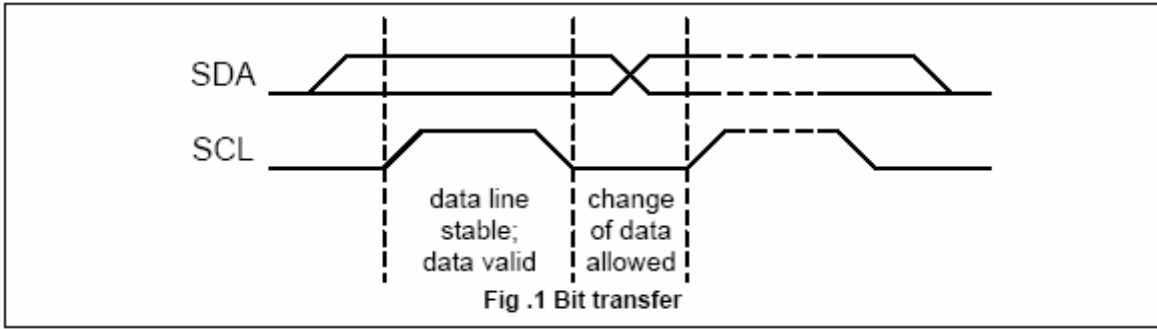 SDA
SCL
data line change
stable; of data
data valid allowed
Fig .1 Bit transfer